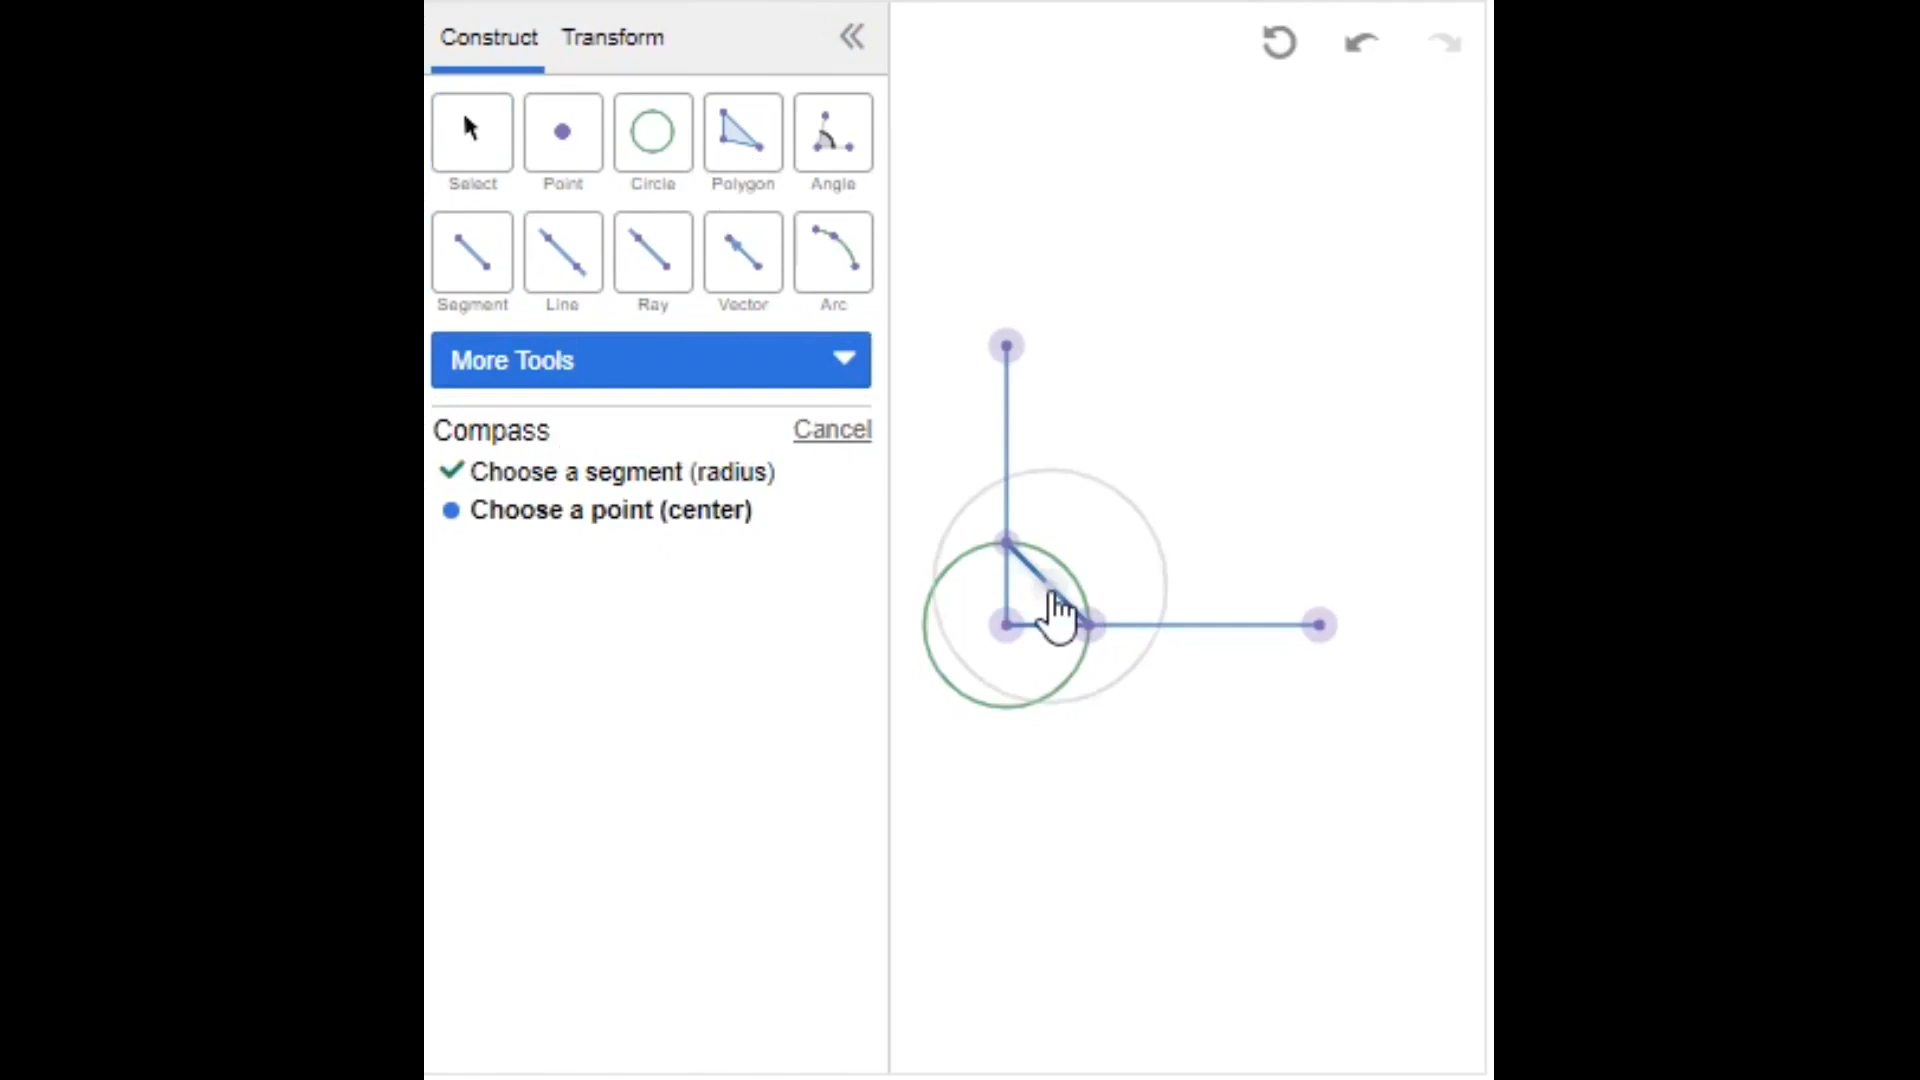 Construct Transform
Select Point Circle Polygon Angle
Segment Line Ray Vector Arc
More Tools
Compass Cancel
Choose a segment (radius)
Choose a point (center)